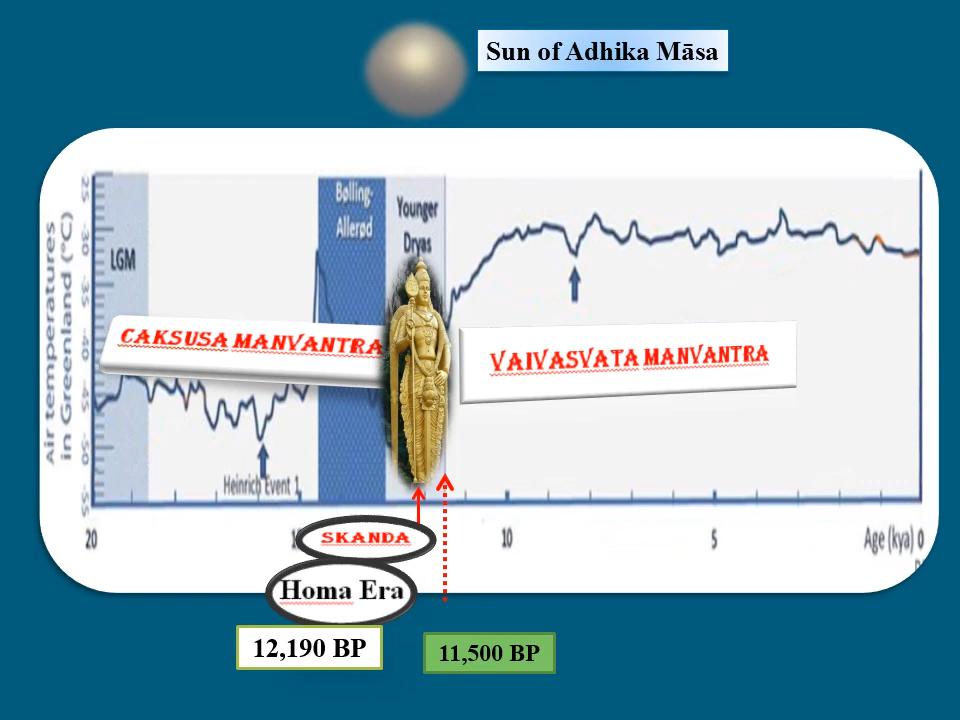 Sun of Adhika Māsa
Air temperatures
in Greenland (°C)
25
-30
-35
-40
-45
-50
-55
LGM
Bølling-
Allerød
Younger
Dryas
CAKSUSA MANVANTRA
VAIVASVATA MANVANTRA
Heinrich Event 1
20
10
5
Age (kya) 0
SKANDA
Homa Era
12,190 BP
11,500 BP